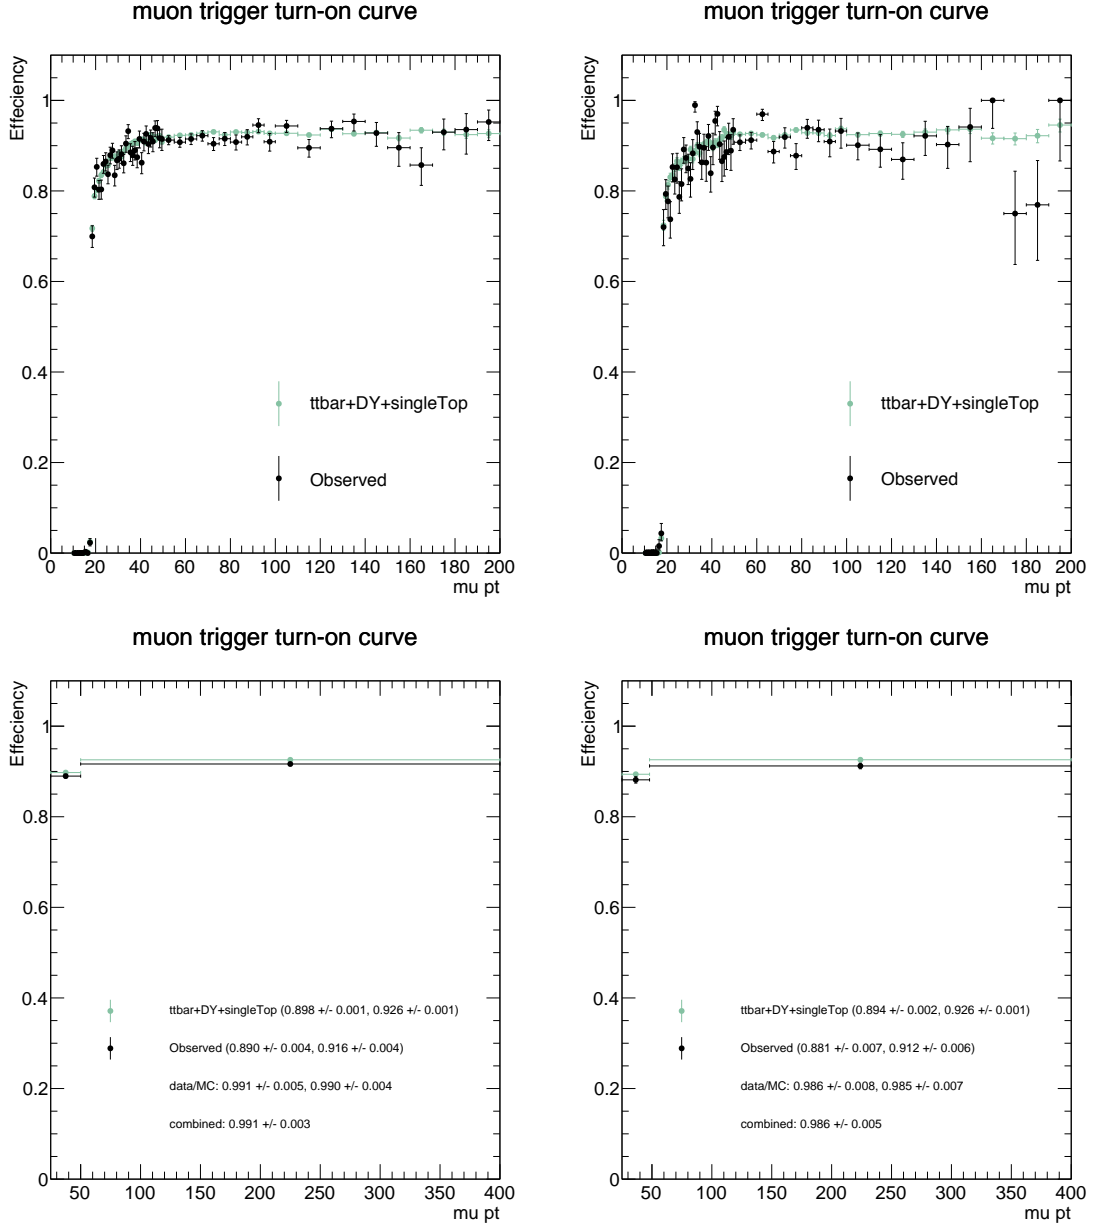 muon trigger turn-on curve
Effeciency
1
0.8
0.6
0.4
0.2
0
ttbar+DY+singleTop
Observed
0 20 40 60 80 100 120 140 160 180 200
mu pt
muon trigger turn-on curve
Effeciency
1
0.8
0.6
0.4
0.2
0
ttbar+DY+singleTop
Observed
0 20 40 60 80 100 120 140 160 180 200
mu pt
muon trigger turn-on curve
Effeciency
1
0.8
0.6
0.4
0.2
0
ttbar+DY+singleTop (0.898 +/- 0.001, 0.926 +/- 0.001)
Observed (0.890 +/- 0.004, 0.916 +/- 0.004)
data/MC: 0.991 +/- 0.005, 0.990 +/- 0.004
combined: 0.991 +/- 0.003
50 100 150 200 250 300 350 400
mu pt
muon trigger turn-on curve
Effeciency
1
0.8
0.6
0.4
0.2
0
ttbar+DY+singleTop (0.894 +/- 0.002, 0.926 +/- 0.001)
Observed (0.881 +/- 0.007, 0.912 +/- 0.006)
data/MC: 0.986 +/- 0.008, 0.985 +/- 0.007
combined: 0.986 +/- 0.005
50 100 150 200 250 300 350 400
mu pt